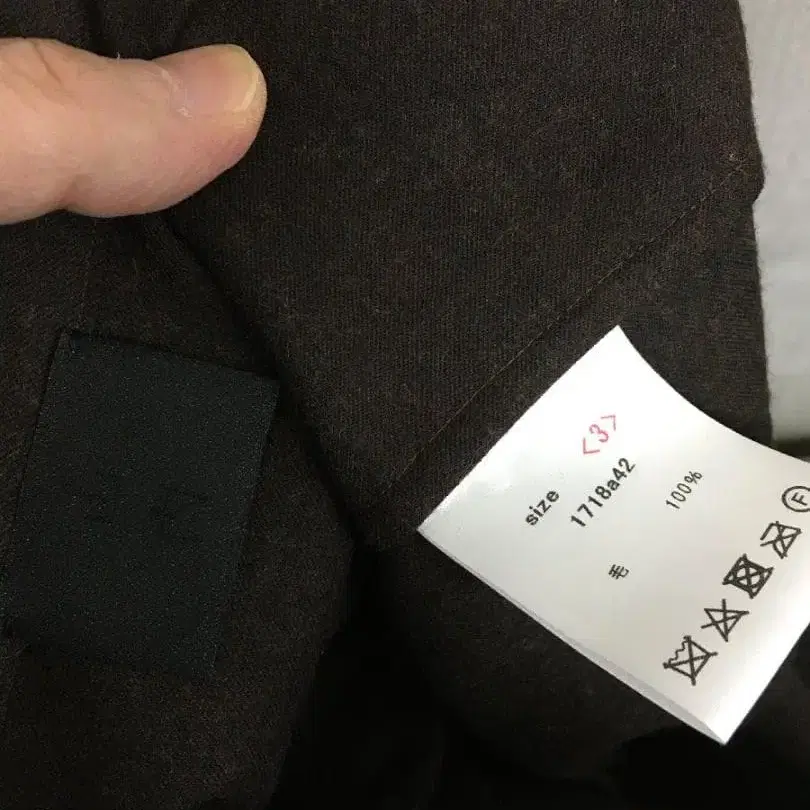 <3>
size
1718a42
毛 100%
F